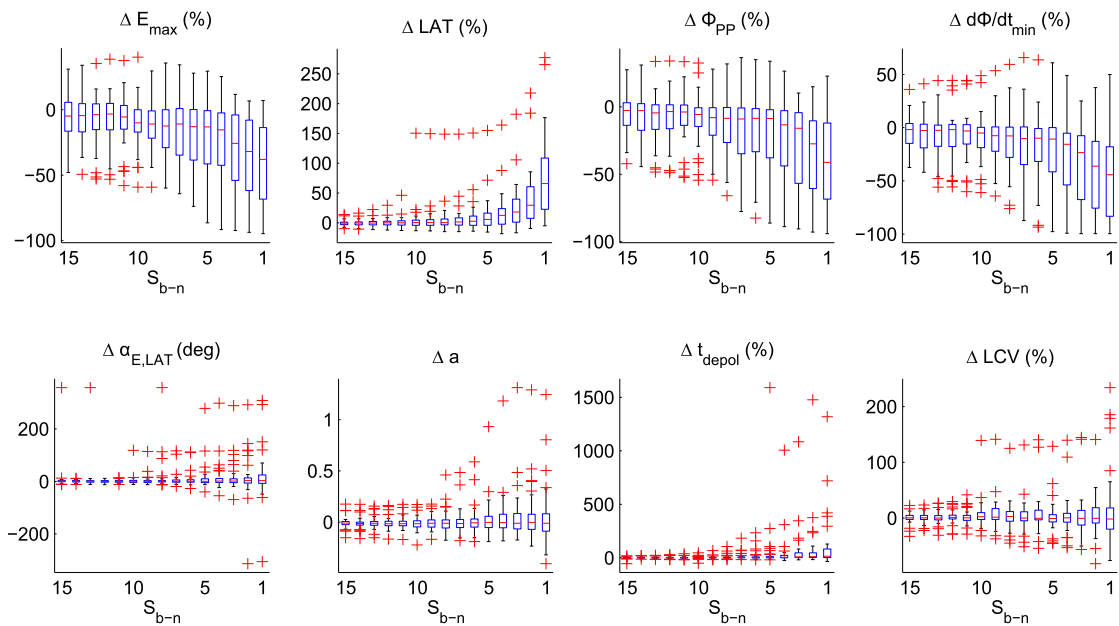 Δ E_max (%)
0
−50
−100
15 10 5 1
S_b−n
Δ LAT (%)
250
200
150
100
50
0
15 10 5 1
S_b−n
Δ Φ_PP (%)
0
−50
−100
15 10 5 1
S_b−n
Δ dΦ/dt_min (%)
50
0
−50
−100
15 10 5 1
S_b−n
Δ α_E,LAT (deg)
200
0
−200
15 10 5 1
S_b−n
Δ a
1
0.5
0
15 10 5 1
S_b−n
Δ t_depol (%)
1500
1000
500
0
15 10 5 1
S_b−n
Δ LCV (%)
200
100
0
15 10 5 1
S_b−n